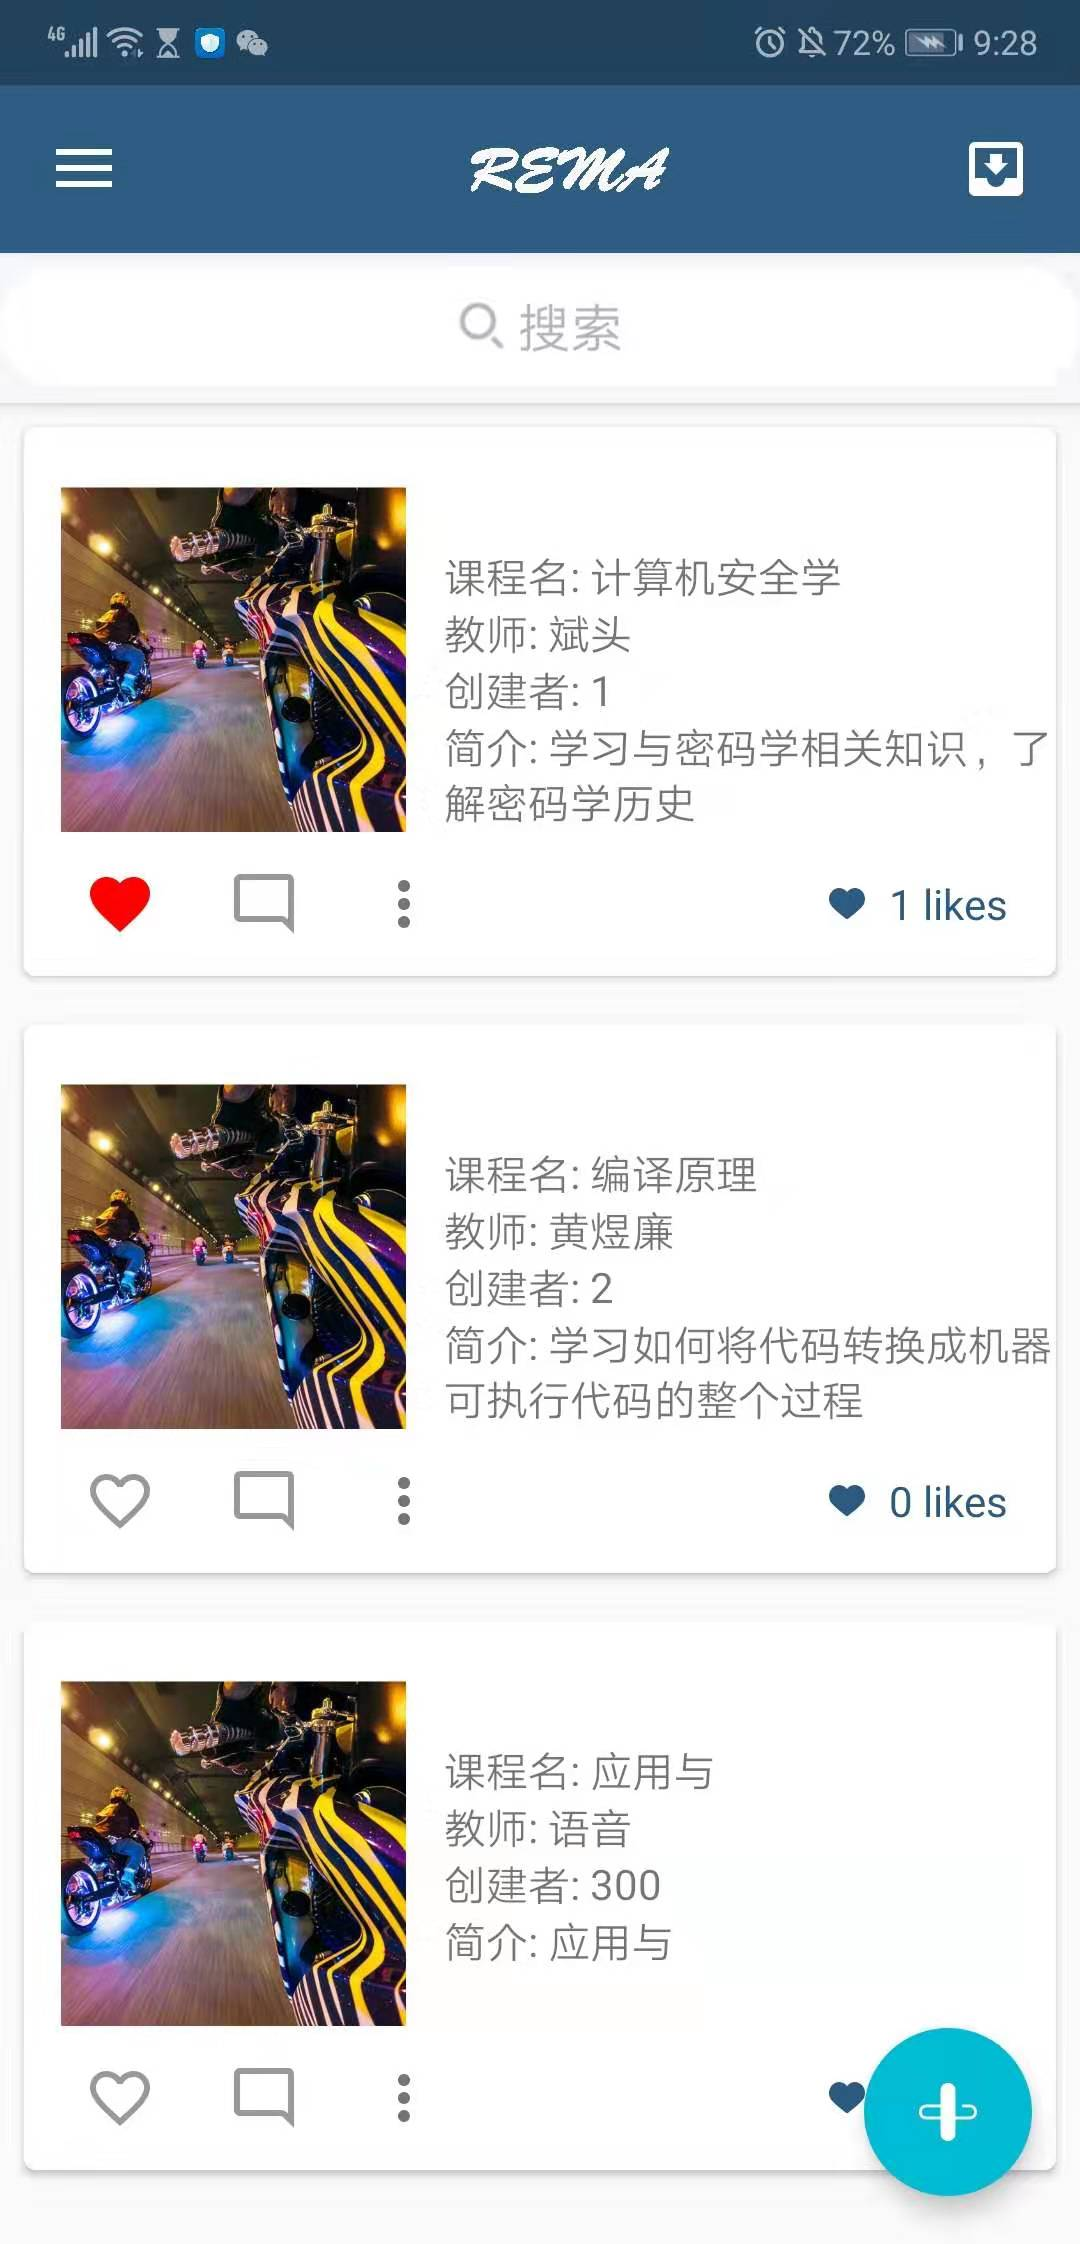 4G 72% 9:28
REMA
搜索
课程名: 计算机安全学
教师: 斌头
创建者: 1
简介: 学习与密码学相关知识，了
解密码学历史
1 likes
课程名: 编译原理
教师: 黄煜廉
创建者: 2
简介: 学习如何将代码转换成机器
可执行代码的整个过程
0 likes
课程名: 应用与
教师: 语音
创建者: 300
简介: 应用与